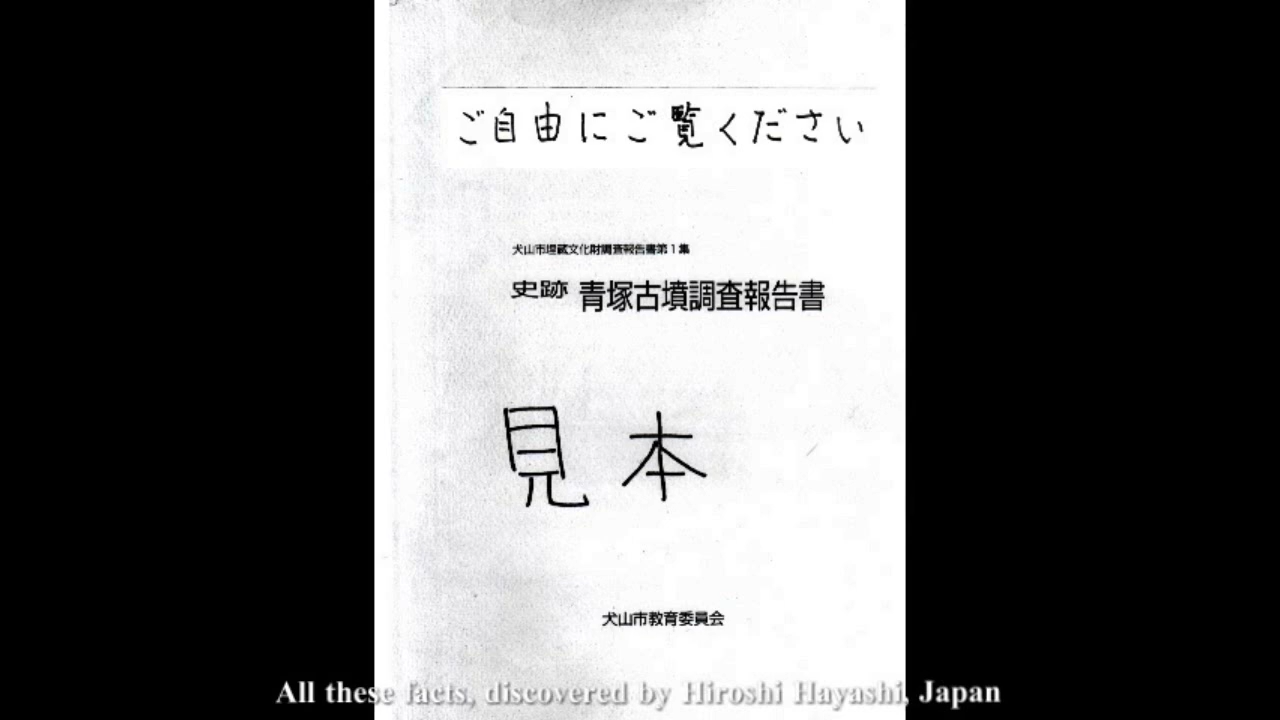 ご自由にご覧ください
犬山市埋蔵文化財調査報告書第1集
史跡 青塚古墳調査報告書
見本
犬山市教育委員会
All these facts, discovered by Hiroshi Hayashi, Japan